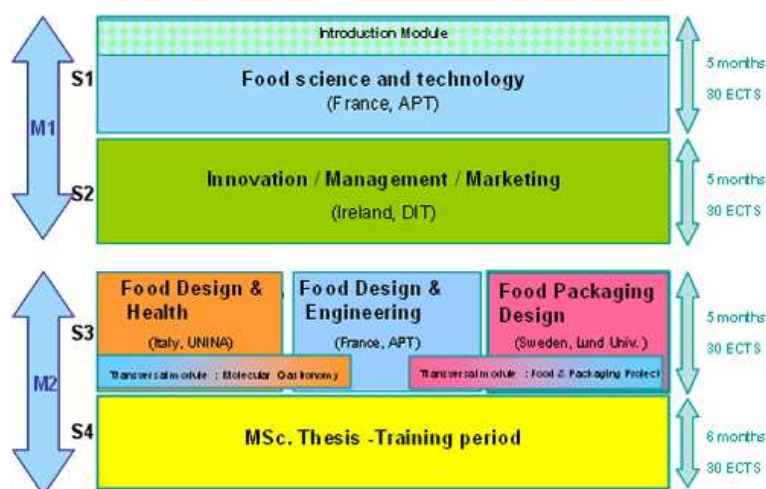 Introduction Module
S1
Food science and technology
(France, APT)
5 months
30 ECTS
M1
S2
Innovation / Management / Marketing
(Ireland, DIT)
5 months
30 ECTS
S3
Food Design &
Health
(Italy, UNINA)
Food Design &
Engineering
(France, APT)
Food Packaging
Design
(Sweden, Lund Univ.)
5 months
30 ECTS
Transversal module : Molecular Gastronomy
Transversal module : Food & Packaging Project
M2
S4
MSc. Thesis -Training period
6 months
30 ECTS